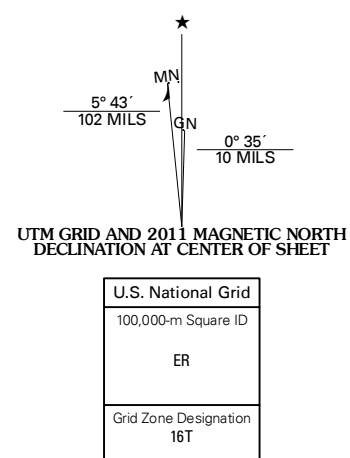 ★
MN
5° 43´
102 MILS
GN
0° 35´
10 MILS
UTM GRID AND 2011 MAGNETIC NORTH
DECLINATION AT CENTER OF SHEET
U.S. National Grid
100,000-m Square ID
ER
Grid Zone Designation
16T